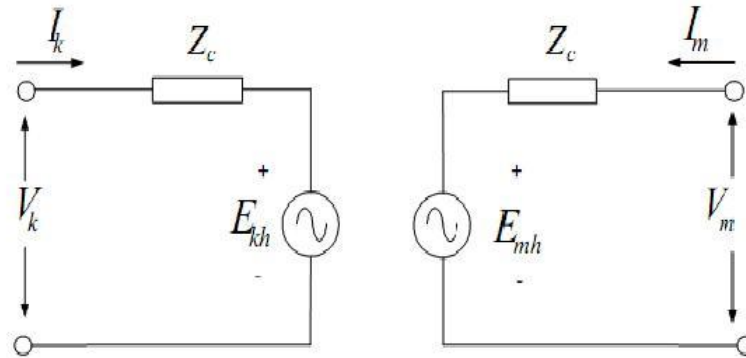 I_k Z_c Z_c I_m
+ +
V_k E_kh E_mh V_m
- -